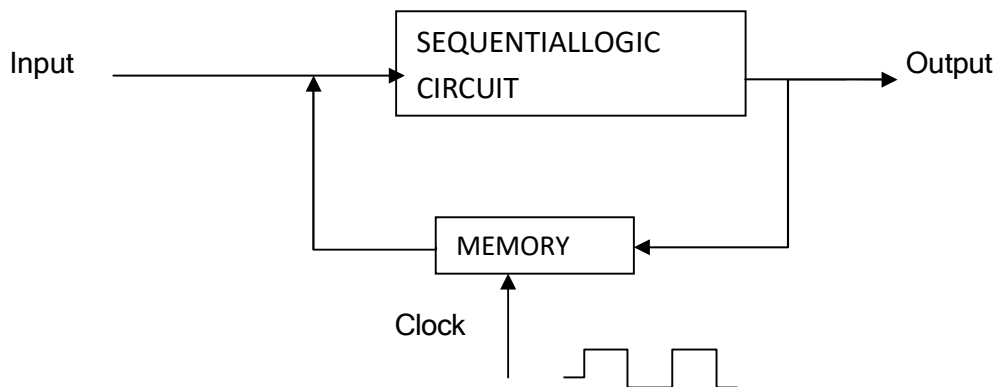 SEQUENTIALLOGIC
CIRCUIT
Input
Output
MEMORY
Clock